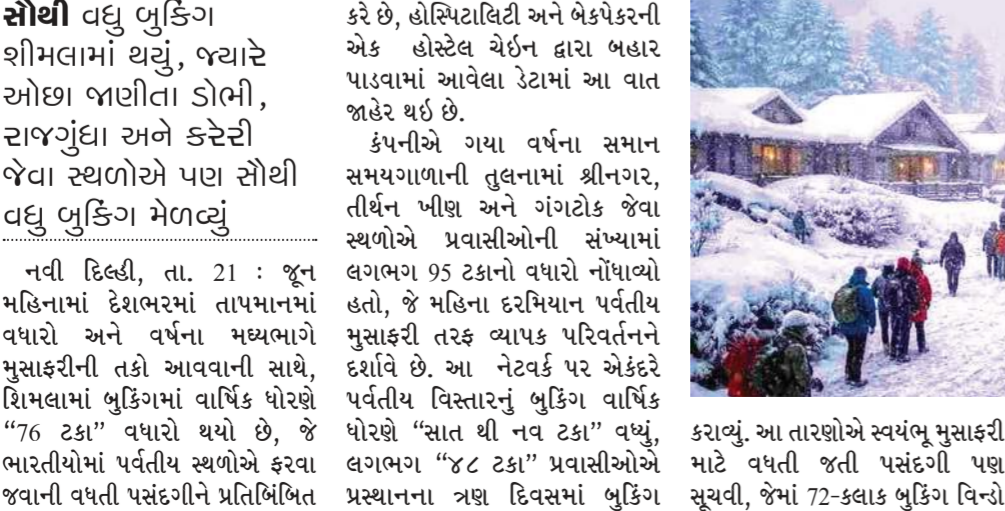 સૌથી વધુ બુકિંગ
શીમલામાં થયું, જ્યારે
ઓછા જાણીતા ડોભી,
રાજગુંધા અને કરેરી
જેવા સ્થળોએ પણ સૌથી
વધુ બુકિંગ મેળવ્યું
નવી દિલ્હી, તા. 21 : જૂન
મહિનામાં દેશભરમાં તાપમાનમાં
વધારો અને વર્ષના મધ્યભાગે
મુસાફરીની તકો આવવાની સાથે,
શિમલામાં બુકિંગમાં વાર્ષિક ધોરણે
“76 ટકા” વધારો થયો છે, જે
ભારતીયોમાં પર્વતીય સ્થળોએ ફરવા
જવાની વધતી પસંદગીને પ્રતિબિંબિત
કરે છે, હોસ્પિટાલિટી અને બેકપેકરની
એક હોસ્ટેલ ચેઇન દ્વારા બહાર
પાડવામાં આવેલા ડેટામાં આ વાત
જાહેર થઇ છે.
કંપનીએ ગયા વર્ષના સમાન
સમયગાળાની તુલનામાં શ્રીનગર,
તીર્થન ખીણ અને ગંગટોક જેવા
સ્થળોએ પ્રવાસીઓની સંખ્યામાં
લગભગ 95 ટકાનો વધારો નોંધાવ્યો
હતો, જે મહિના દરમિયાન પર્વતીય
મુસાફરી તરફ વ્યાપક પરિવર્તનને
દર્શાવે છે. આ નેટવર્ક પર એકંદરે
પર્વતીય વિસ્તારનું બુકિંગ વાર્ષિક
ધોરણે “સાત થી નવ ટકા” વધ્યું,
લગભગ “૪૮ ટકા” પ્રવાસીઓએ
પ્રસ્થાનના ત્રણ દિવસમાં બુકિંગ
કરાવ્યું. આ તારણોએ સ્વયંભૂ મુસાફરી
માટે વધતી જતી પસંદગી પણ
સૂચવી, જેમાં 72-કલાક બુકિંગ વિન્ડો